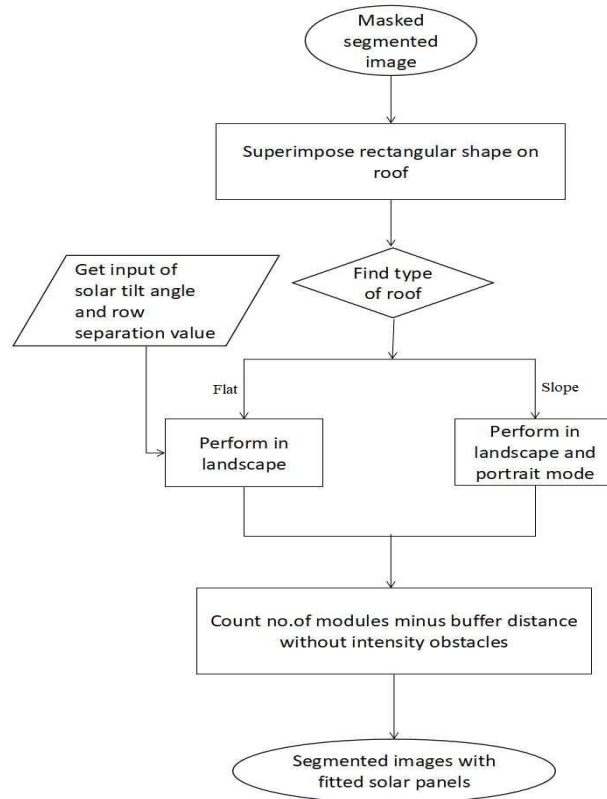 Masked
segmented
image
Superimpose rectangular shape on
roof
Get input of
solar tilt angle
and row
separation value
Find type
of roof
Flat
Slope
Perform in
landscape
Perform in
landscape and
portrait mode
Count no.of modules minus buffer distance
without intensity obstacles
Segmented images with
fitted solar panels